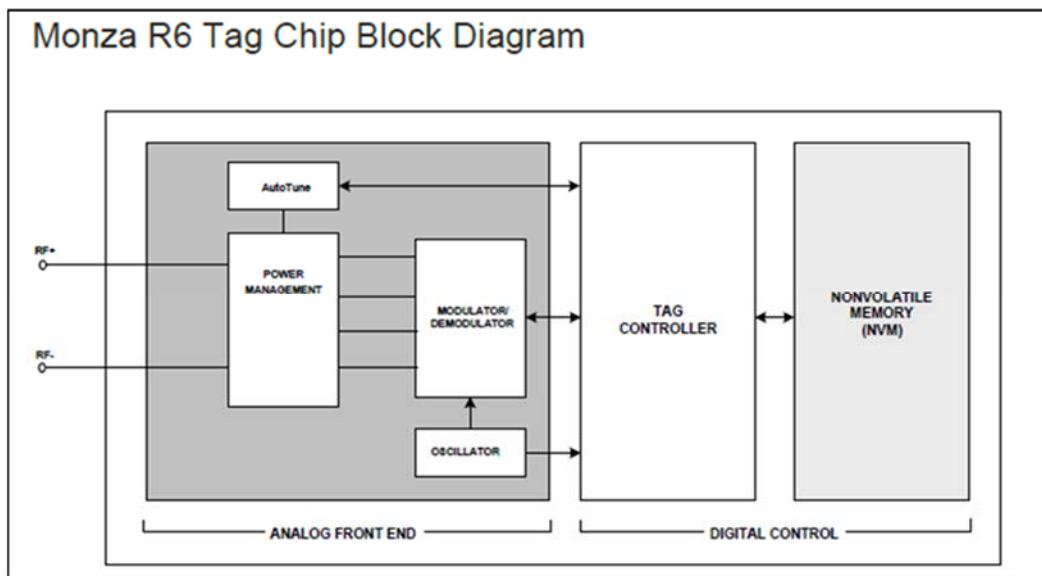 Monza R6 Tag Chip Block Diagram
AutoTune
RF+
POWER
MANAGEMENT
MODULATOR/
DEMODULATOR
TAG
CONTROLLER
NONVOLATILE
MEMORY
(NVM)
RF-
OSCILLATOR
ANALOG FRONT END
DIGITAL CONTROL